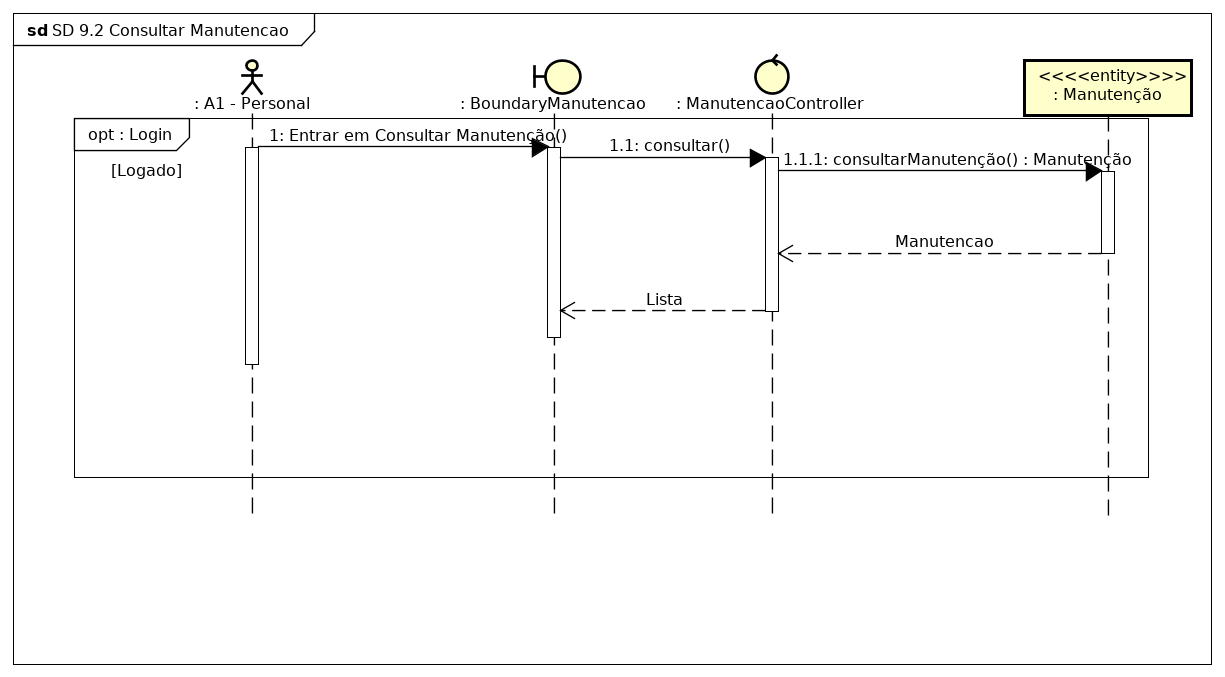 sd SD 9.2 Consultar Manutencao
<<<<entity>>>>
: Manutenção
: A1 - Personal
: BoundaryManutencao
: ManutencaoController
opt : Login
[Logado]
1: Entrar em Consultar Manutenção()
1.1: consultar()
1.1.1: consultarManutenção() : Manutenção
Manutencao
Lista